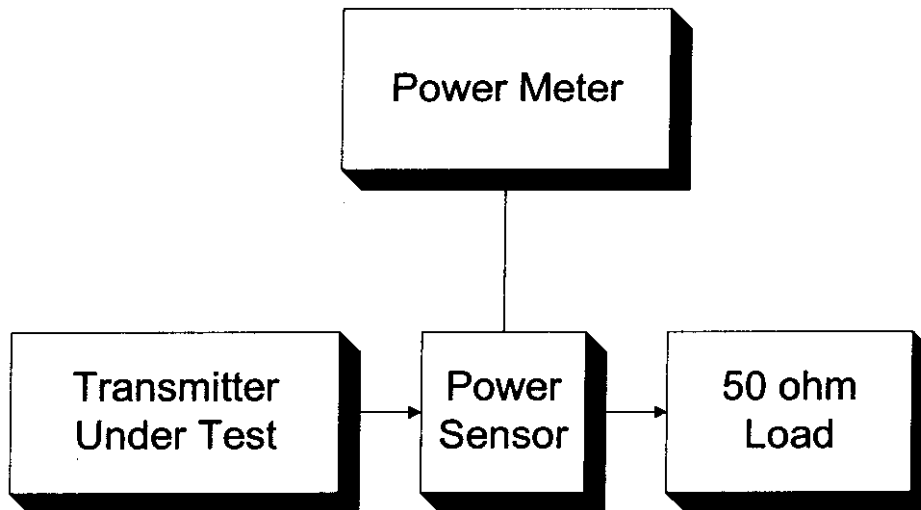 Power Meter
Transmitter
Under Test
Power
Sensor
50 ohm
Load